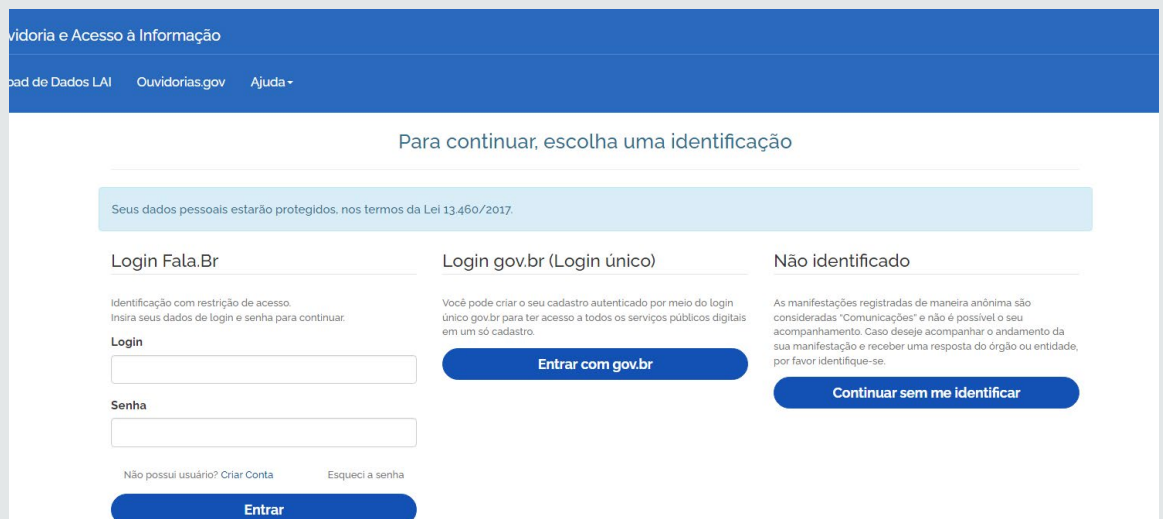 vidoria e Acesso à Informação
oad de Dados LAI Ouvidorias.gov Ajuda
Para continuar, escolha uma identificação
Seus dados pessoais estarão protegidos, nos termos da Lei 13.460/2017.
Login Fala.Br
Identificação com restrição de acesso.
Insira seus dados de login e senha para continuar.
Login
Senha
Não possui usuário? Criar Conta Esqueci a senha
Entrar
Login gov.br (Login único)
Você pode criar o seu cadastro autenticado por meio do login
único gov.br para ter acesso a todos os serviços públicos digitais
em um só cadastro.
Entrar com gov.br
Não identificado
As manifestações registradas de maneira anônima são
consideradas "Comunicações" e não é possível o seu
acompanhamento. Caso deseje acompanhar o andamento da
sua manifestação e receber uma resposta do órgão ou entidade,
por favor identifique-se.
Continuar sem me identificar